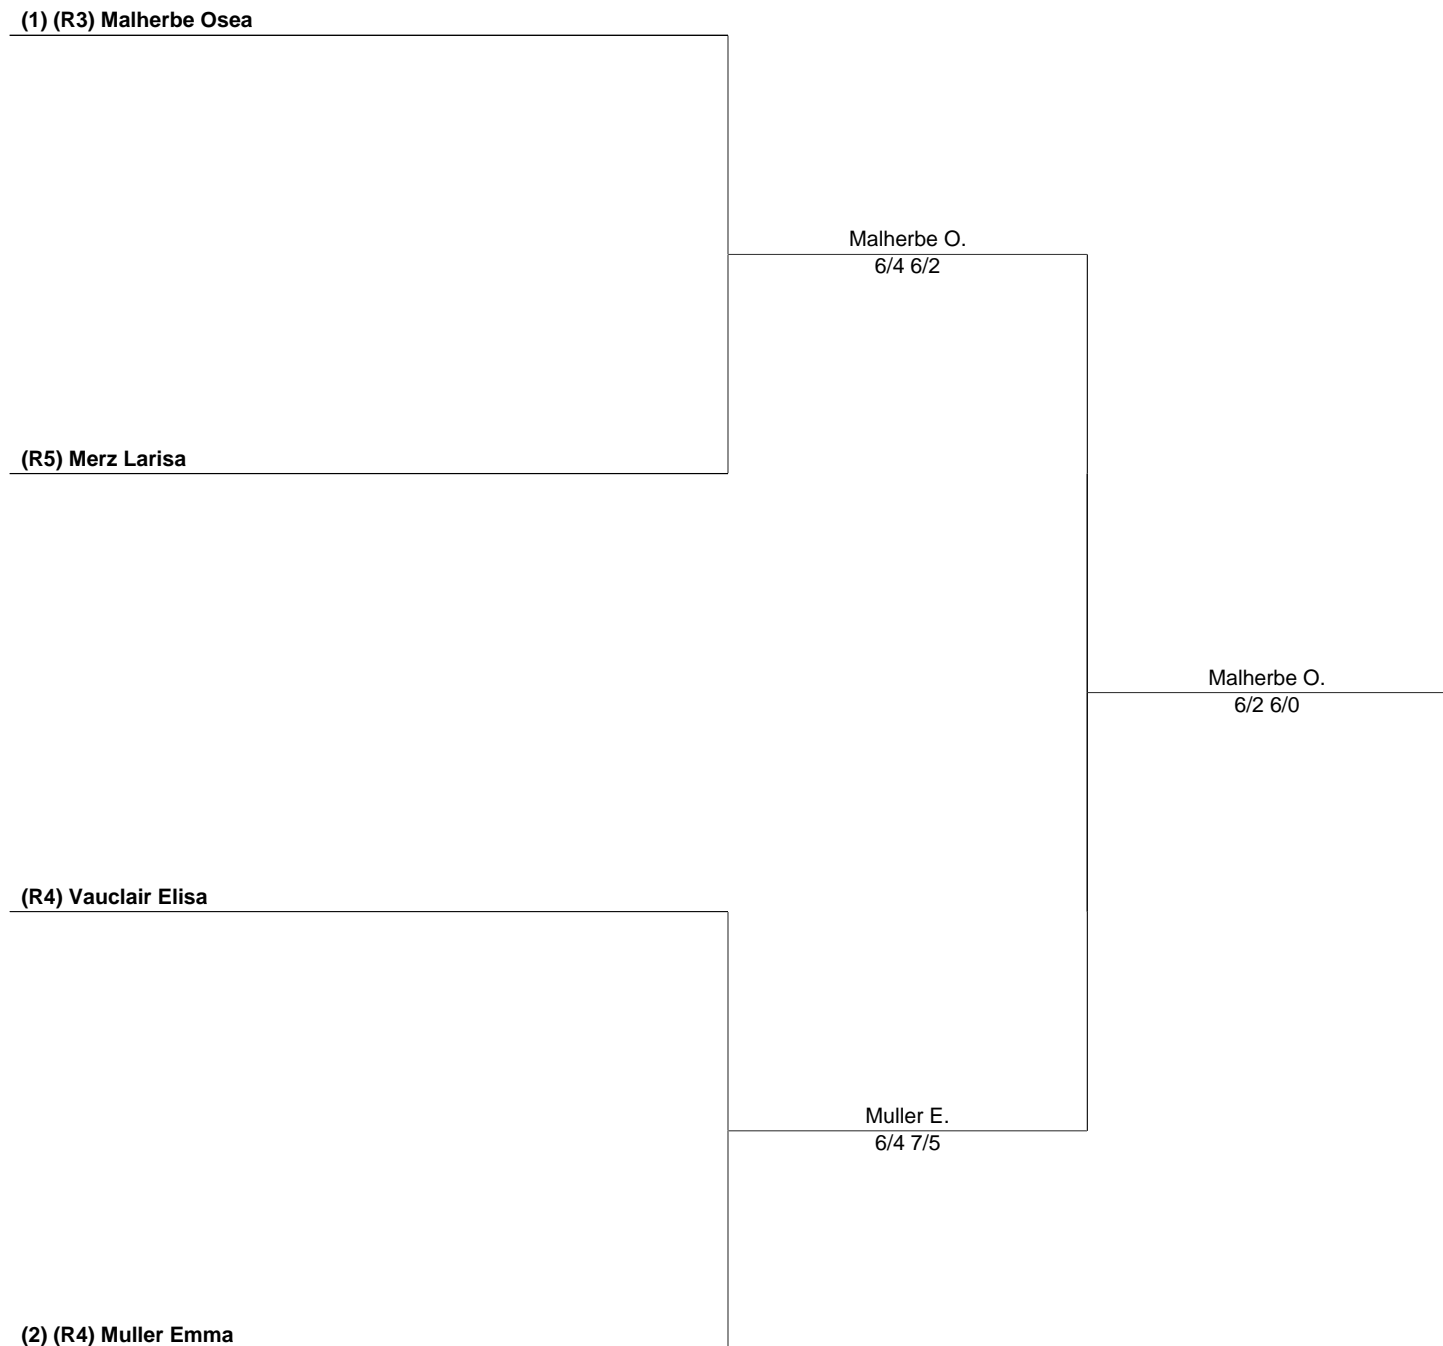 (1) (R3) Malherbe Osea
Malherbe O.
6/4 6/2
(R5) Merz Larisa
Malherbe O.
6/2 6/0
(R4) Vauclair Elisa
Muller E.
6/4 7/5
(2) (R4) Muller Emma